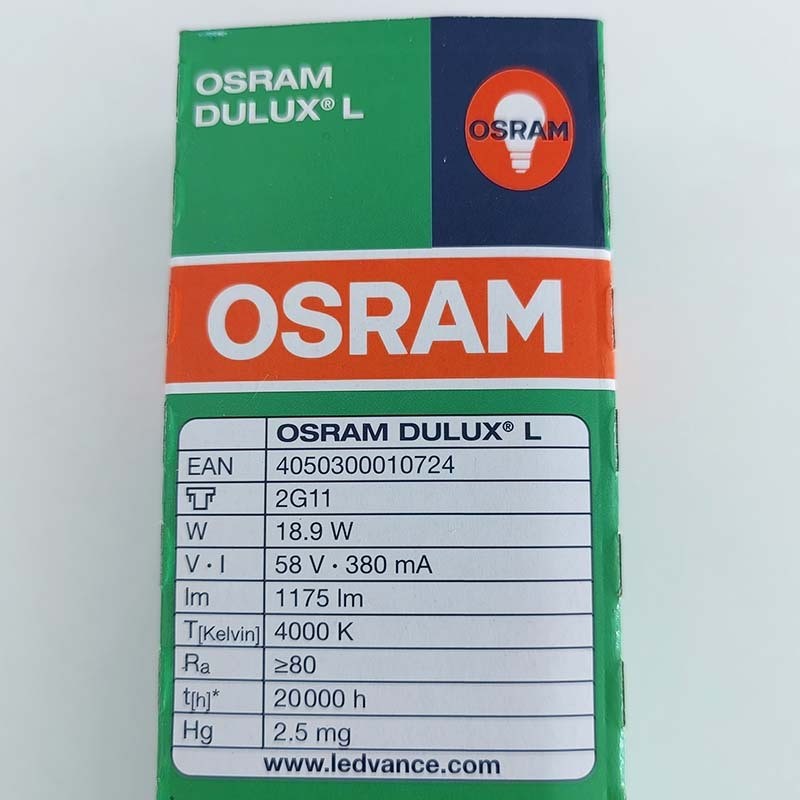 OSRAM
DULUX® L
OSRAM
OSRAM
OSRAM DULUX® L
EAN 4050300010724
2G11
W 18.9 W
V · I 58 V · 380 mA
lm 1175 lm
T[Kelvin] 4000 K
Ra ≥80
t[h]* 20000 h
Hg 2.5 mg
www.ledvance.com